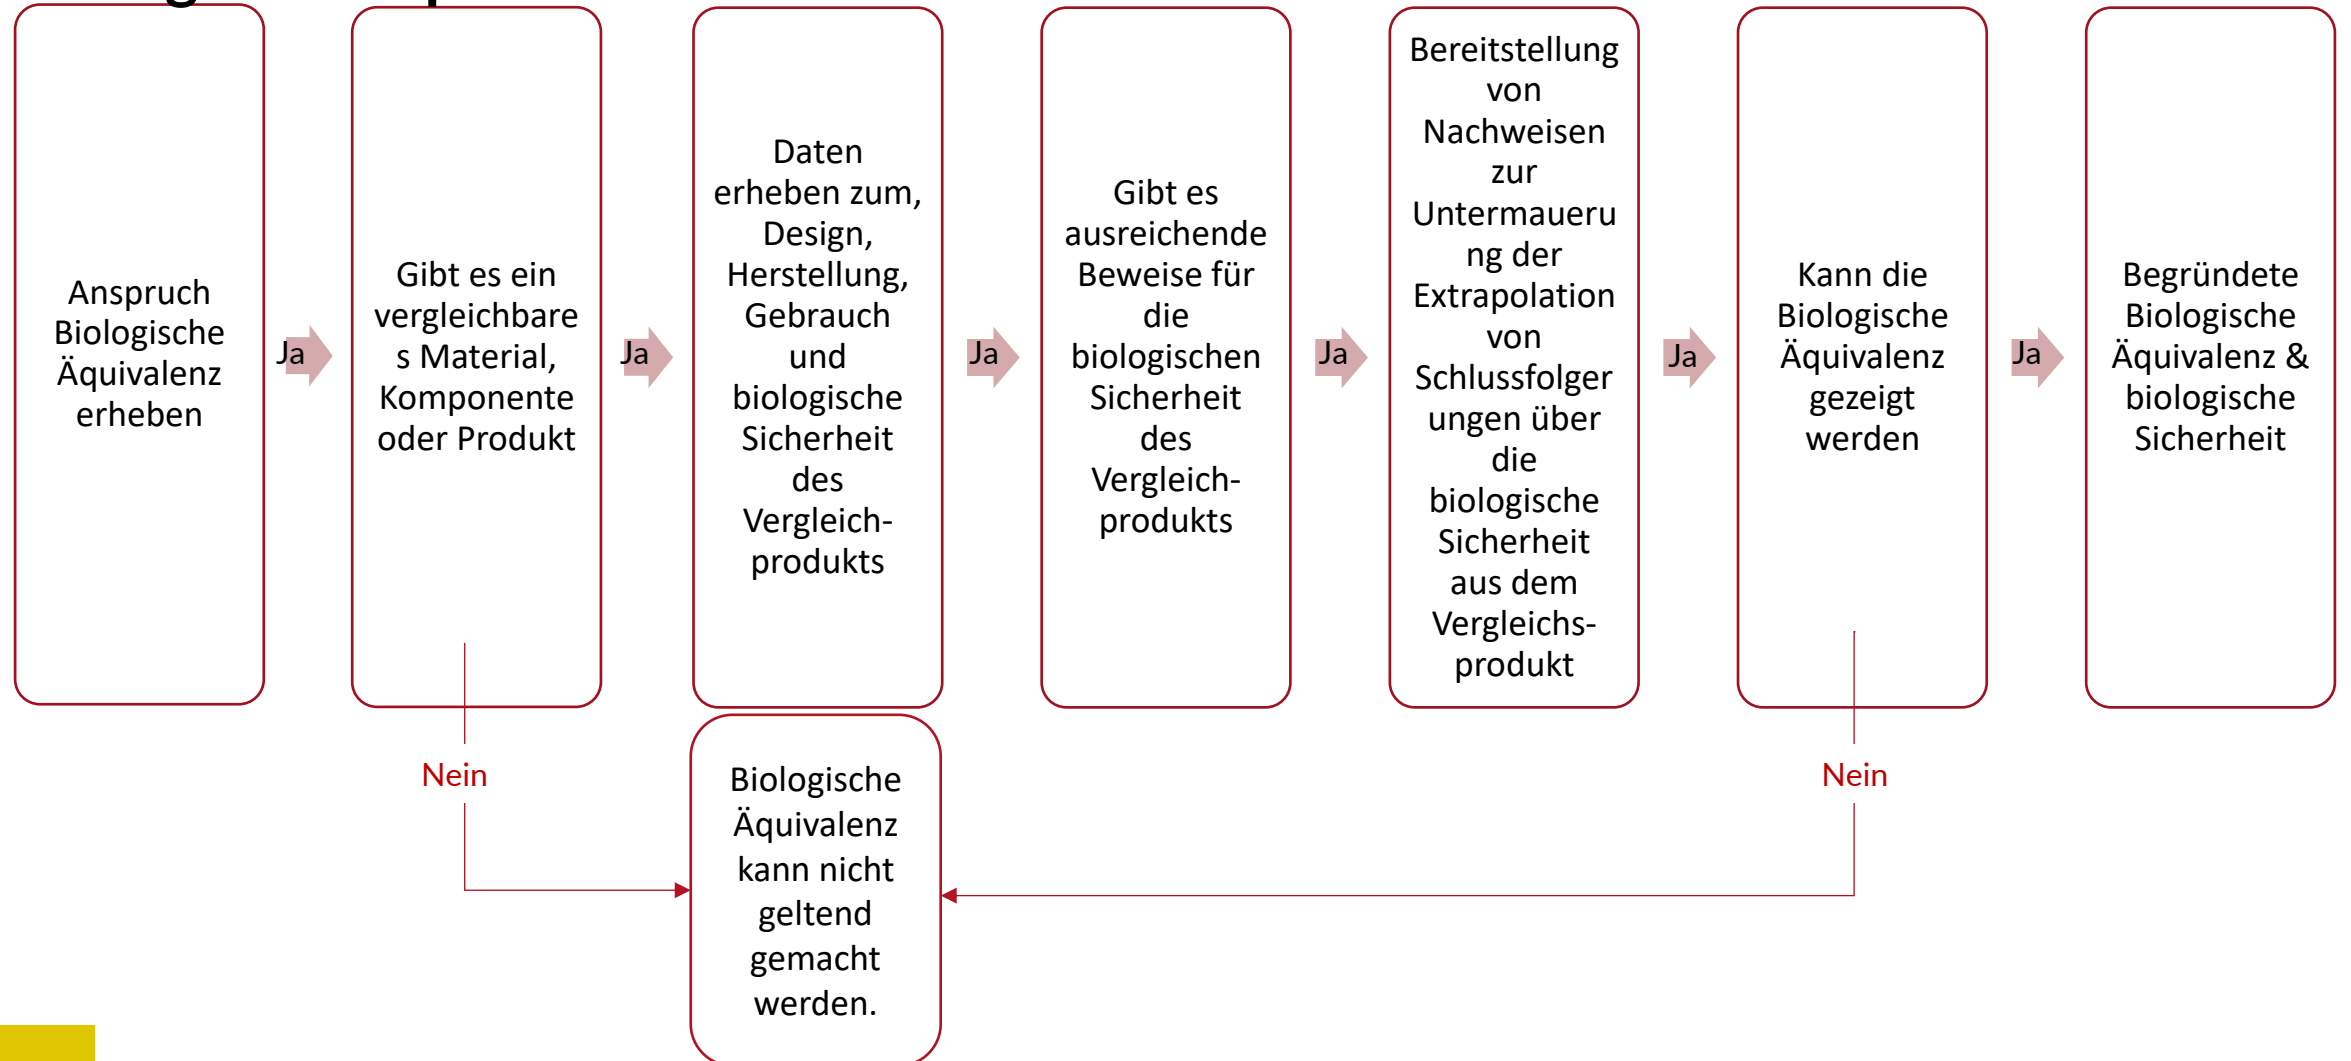 Anspruch
Biologische
Äquivalenz
erheben
Ja
Gibt es ein
vergleichbare
s Material,
Komponente
oder Produkt
Ja
Daten
erheben zum,
Design,
Herstellung,
Gebrauch
und
biologische
Sicherheit
des
Vergleich-
produkts
Ja
Gibt es
ausreichende
Beweise für
die
biologischen
Sicherheit
des
Vergleich-
produkts
Ja
Bereitstellung
von
Nachweisen
zur
Untermaueru
ng der
Extrapolation
von
Schlussfolger
ungen über
die
biologische
Sicherheit
aus dem
Vergleichs-
produkt
Ja
Kann die
Biologische
Äquivalenz
gezeigt
werden
Ja
Begründete
Biologische
Äquivalenz &
biologische
Sicherheit
Nein
Biologische
Äquivalenz
kann nicht
geltend
gemacht
werden.
Nein